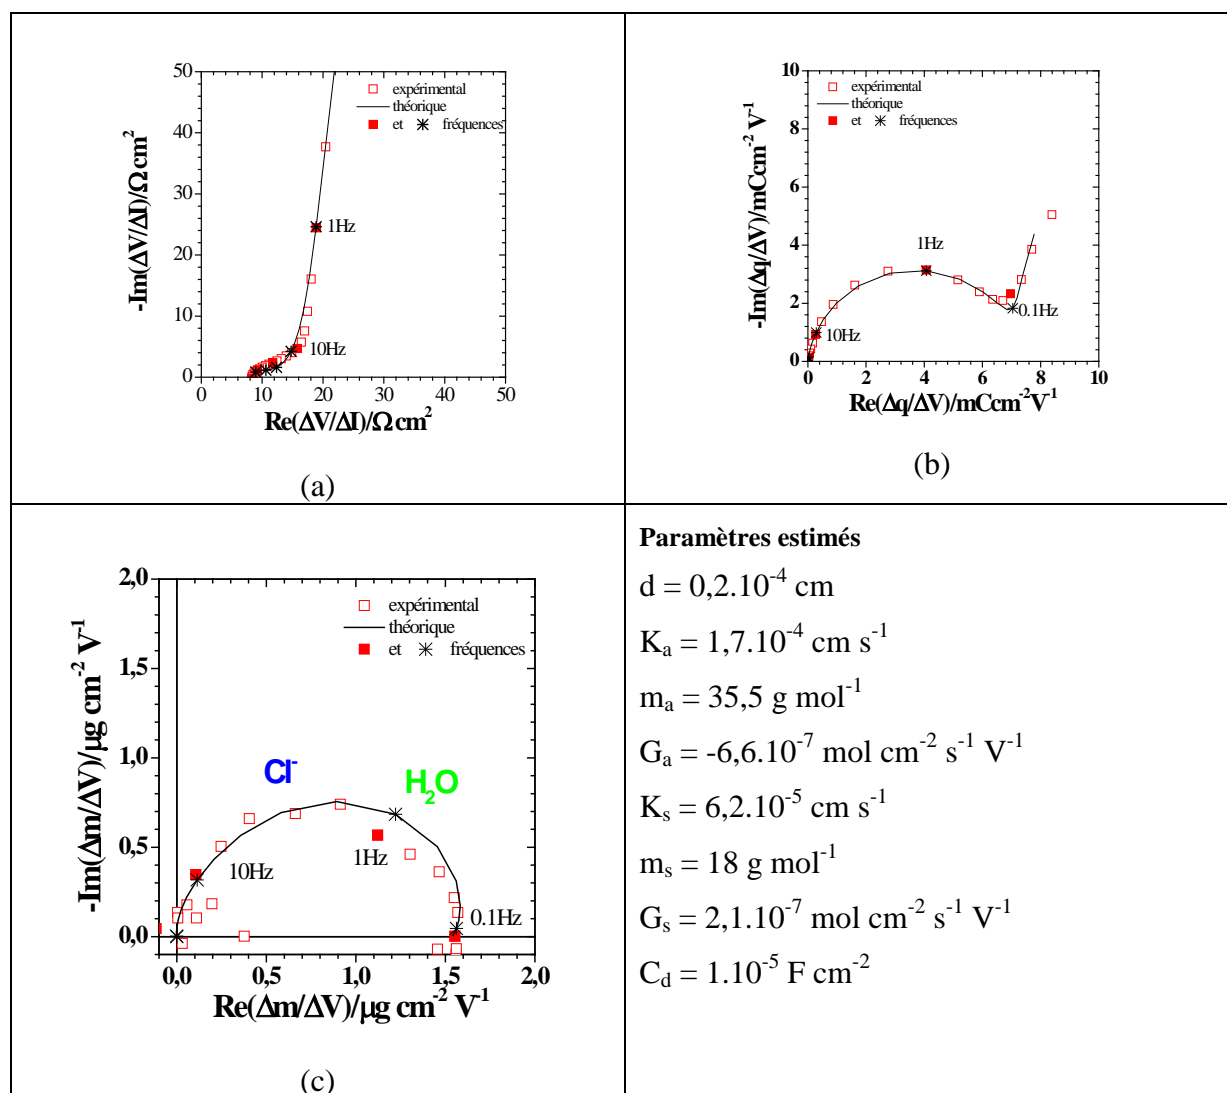 50
40
30
20
10
0
-Im(ΔV/ΔI)/Ω cm²
expérimental
théorique
et fréquences
1Hz
10Hz
0 10 20 30 40 50
Re(ΔV/ΔI)/Ω cm²
(a)
10
8
6
4
2
0
-Im(Δq/ΔV)/mCcm⁻² V⁻¹
expérimental
théorique
et fréquences
1Hz
10Hz
0.1Hz
0 2 4 6 8 10
Re(Δq/ΔV)/mCcm⁻²V⁻¹
(b)
2,0
1,5
1,0
0,5
0,0
-Im(Δm/ΔV)/μg cm⁻² V⁻¹
expérimental
théorique
et fréquences
Cl⁻
H₂O
10Hz
1Hz
0.1Hz
0,0 0,5 1,0 1,5 2,0
Re(Δm/ΔV)/μg cm⁻² V⁻¹
(c)
Paramètres estimés
d = 0,2.10⁻⁴ cm
Kₐ = 1,7.10⁻⁴ cm s⁻¹
mₐ = 35,5 g mol⁻¹
Gₐ = -6,6.10⁻⁷ mol cm⁻² s⁻¹ V⁻¹
Kₛ = 6,2.10⁻⁵ cm s⁻¹
mₛ = 18 g mol⁻¹
Gₛ = 2,1.10⁻⁷ mol cm⁻² s⁻¹ V⁻¹
C_d = 1.10⁻⁵ F cm⁻²